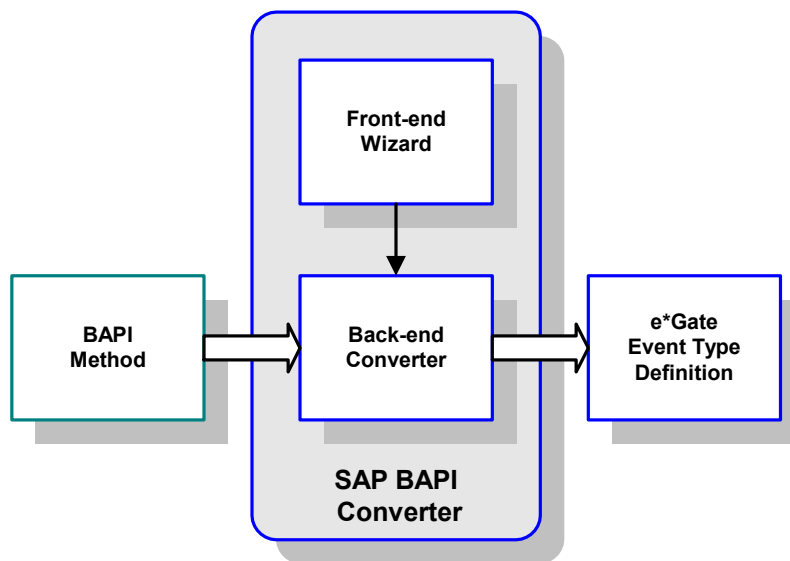 Front-end
Wizard
BAPI
Method
Back-end
Converter
e*Gate
Event Type
Definition
SAP BAPI
Converter